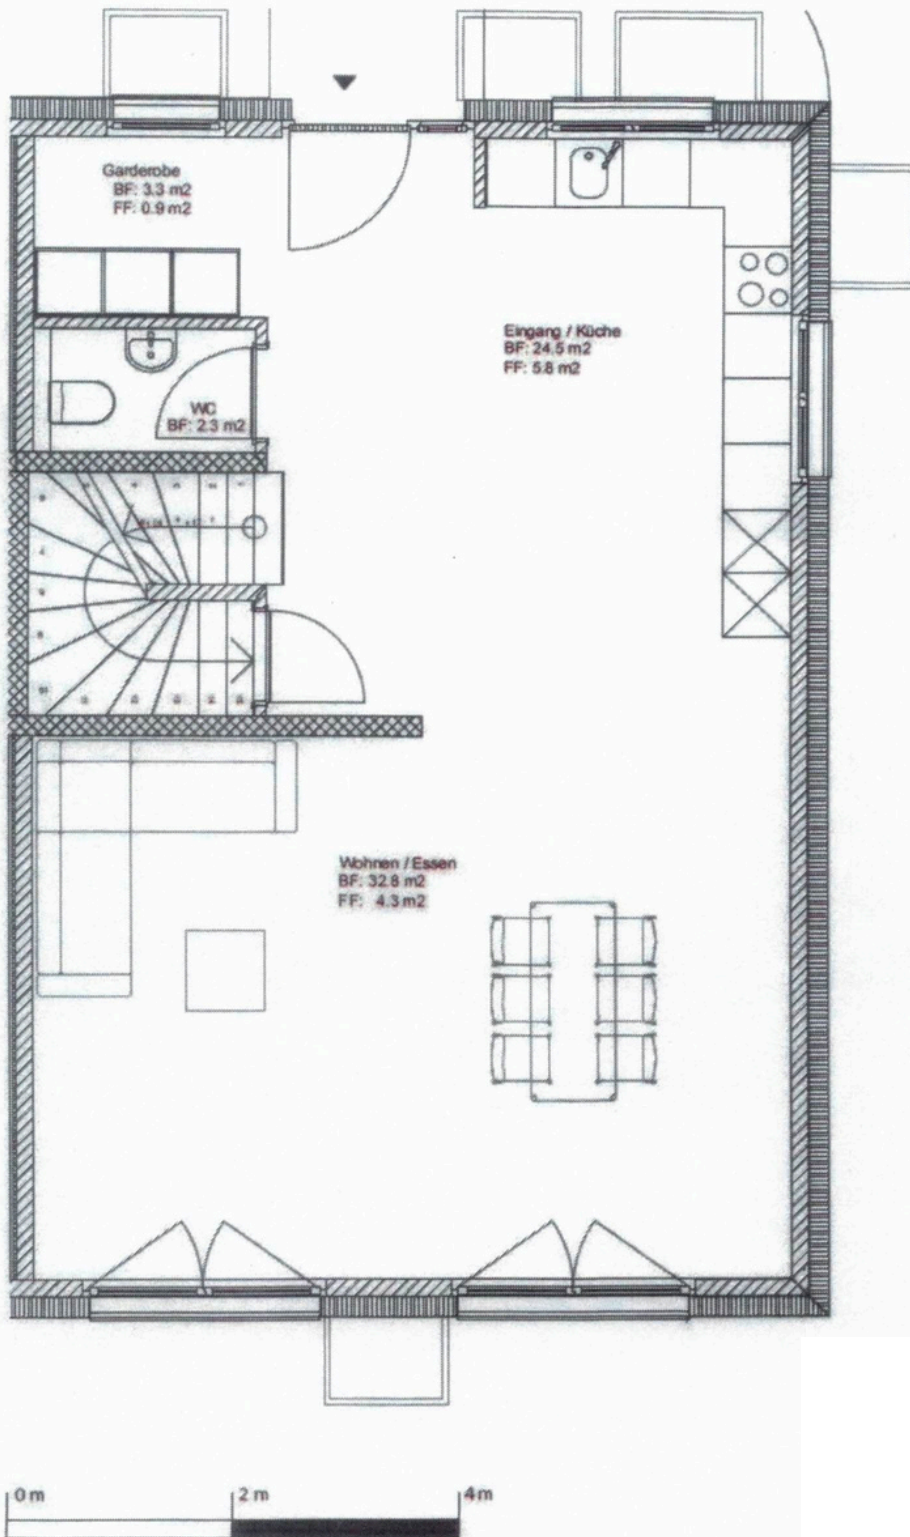 Garderobe
BF: 3.3 m2
FF: 0.9 m2
Eingang / Küche
BF: 24.5 m2
FF: 5.8 m2
WC
BF: 2.3 m2
Wohnen / Essen
BF: 32.8 m2
FF: 4.3 m2
0 m 2 m 4 m